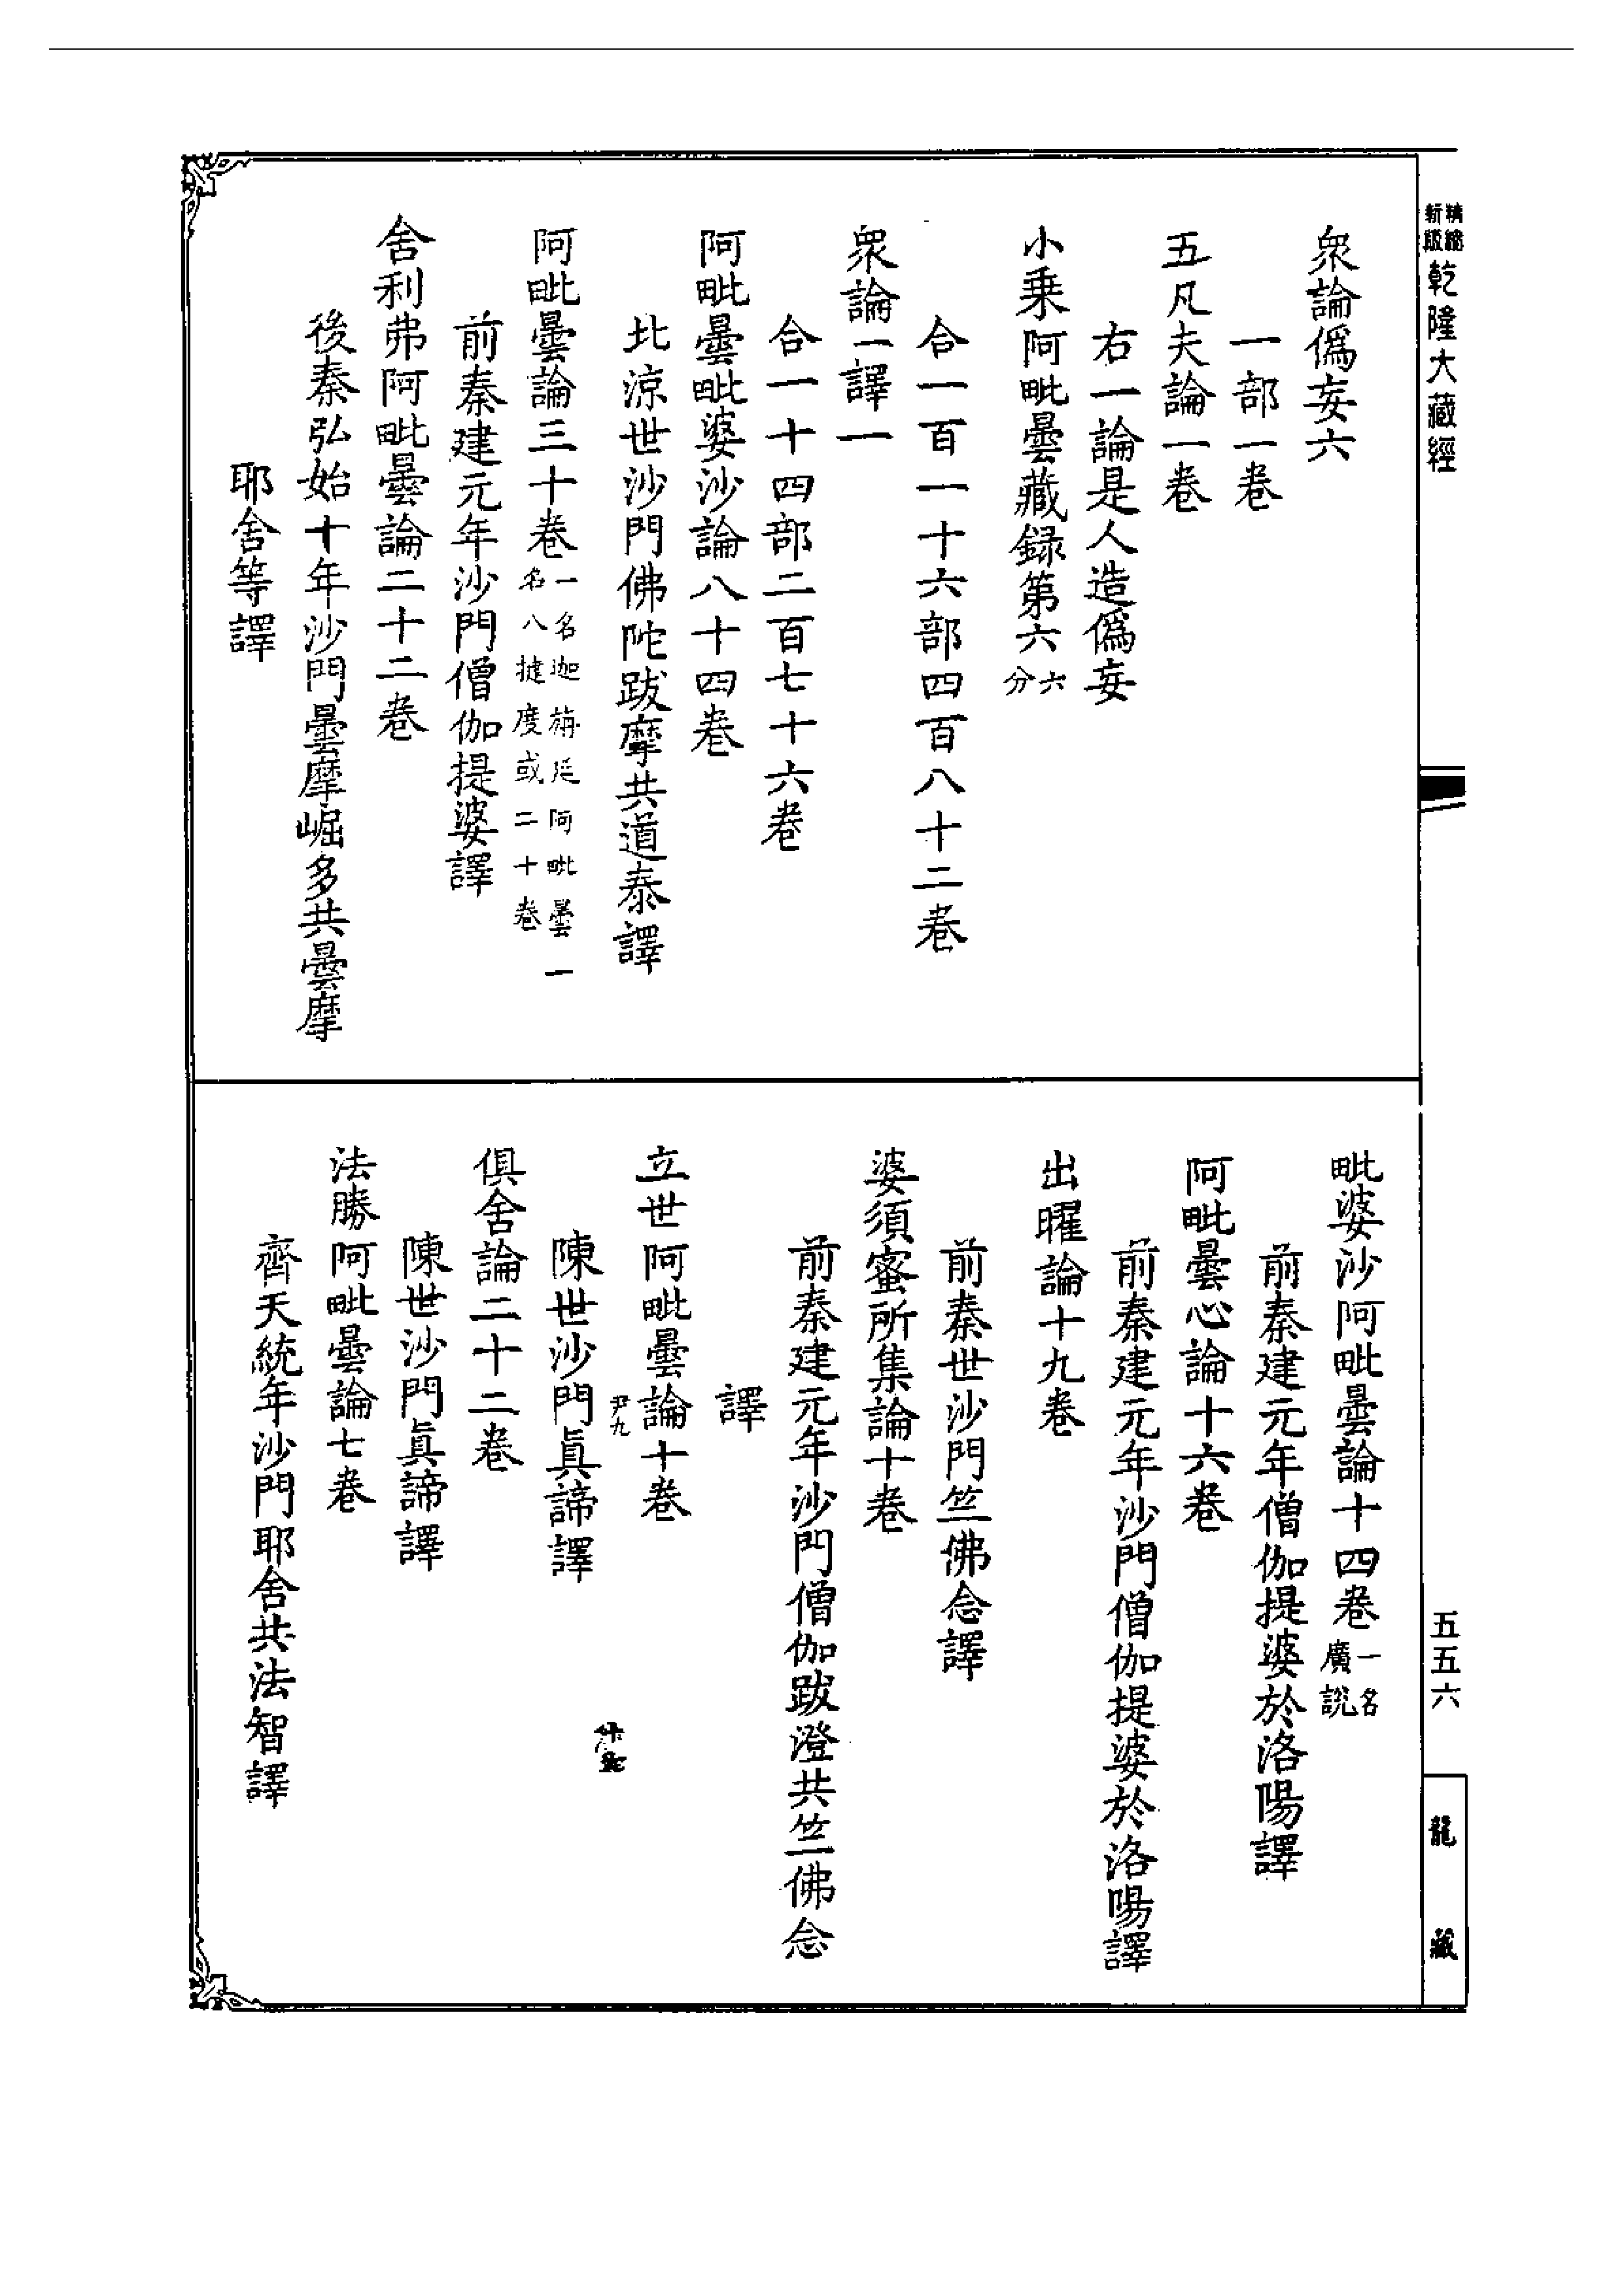 精縮新版
乾隆大藏經
五五六
龍藏
眾論偽妄六
一部一卷
五凡夫論一卷
右一論是人造偽妄
小乘阿毗曇藏録第六六分
合一百一十六部四百八十二卷
眾論一譯一
合一十四部二百七十六卷
阿毗曇毗婆沙論八十四卷
北涼世沙門佛陀跋摩共道泰譯
阿毗曇論三十卷一名迦旃延阿毗曇一名八揵度或二十卷
前秦建元年沙門僧伽提婆譯
舍利弗阿毗曇論二十二卷
後秦弘始十年沙門曇摩崛多共曇摩
耶舍等譯
毗婆沙阿毗曇論十四卷一名廣說
前秦建元年僧伽提婆於洛陽譯
阿毗曇心論十六卷
前秦建元年沙門僧伽提婆於洛陽譯
出曜論十九卷
前秦世沙門竺佛念譯
婆須蜜所集論十卷
前秦建元年沙門僧伽跋澄共竺佛念
譯
立世阿毗曇論十卷
尹九
陳世沙門真諦譯
俱舍論二十二卷
陳世沙門真諦譯
法勝阿毗曇論七卷
齊天統年沙門耶舍共法智譯